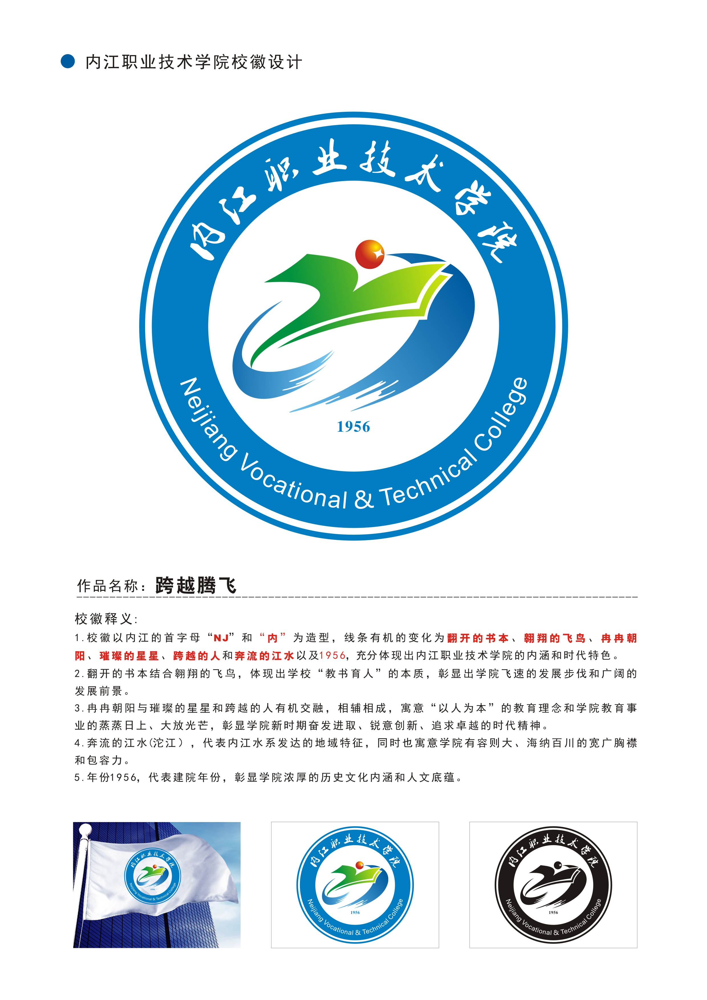 内江职业技术学院校徽设计
内江职业技术学院
1956
Neijiang Vocational & Technical College
作品名称：跨越腾飞
校徽释义:
1.校徽以内江的首字母“NJ”和“内”为造型，线条有机的变化为翻开的书本、翱翔的飞鸟、冉冉朝
阳、璀璨的星星、跨越的人和奔流的江水以及1956，充分体现出内江职业技术学院的内涵和时代特色。
2.翻开的书本结合翱翔的飞鸟，体现出学校“教书育人”的本质，彰显出学院飞速的发展步伐和广阔的
发展前景。
3.冉冉朝阳与璀璨的星星和跨越的人有机交融，相辅相成，寓意“以人为本”的教育理念和学院教育事
业的蒸蒸日上、大放光芒，彰显学院新时期奋发进取、锐意创新、追求卓越的时代精神。
4.奔流的江水(沱江），代表内江水系发达的地域特征，同时也寓意学院有容则大、海纳百川的宽广胸襟
和包容力。
5.年份1956，代表建院年份，彰显学院浓厚的历史文化内涵和人文底蕴。
内江职业技术学院
1956
Neijiang Vocational & Technical College
内江职业技术学院
1956
Neijiang Vocational & Technical College
内江职业技术学院
1956
Neijiang Vocational & Technical College